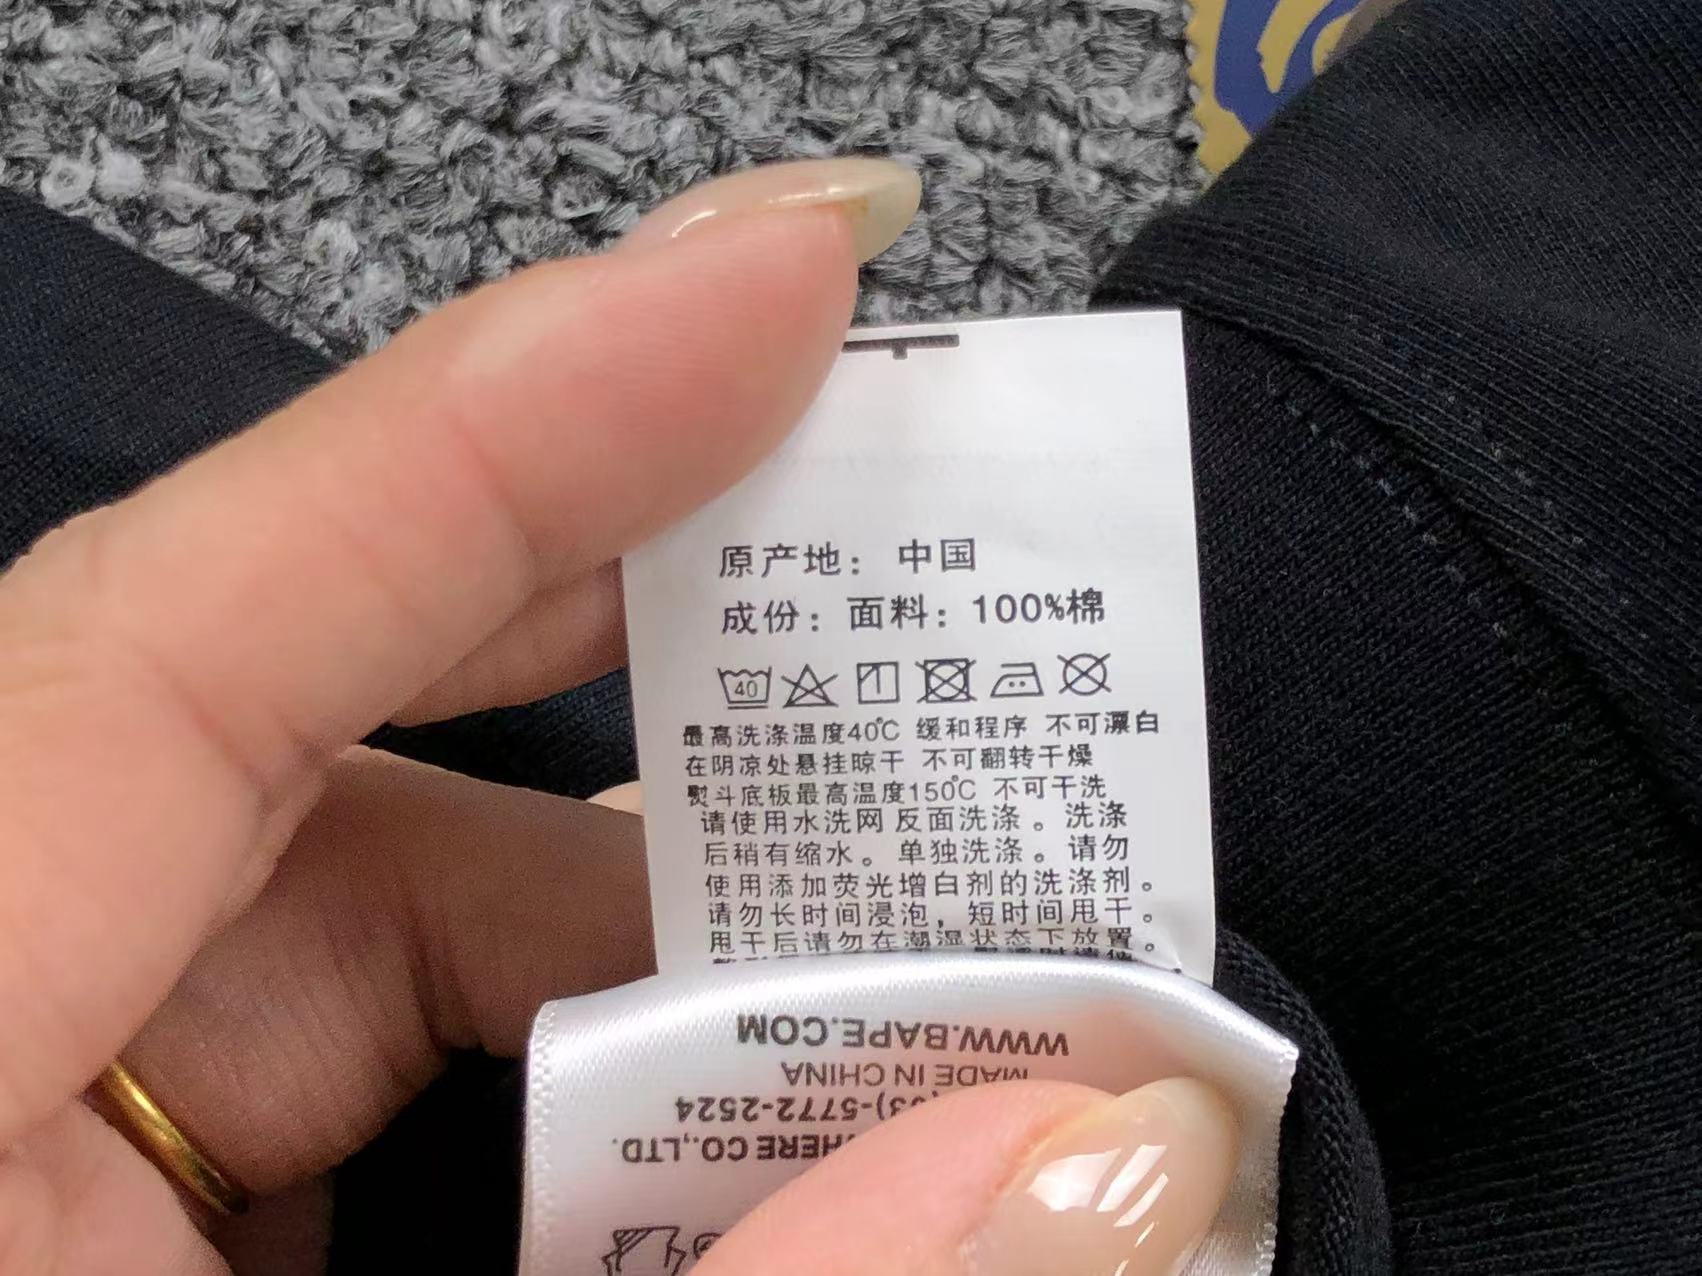 原产地：中国
成份：面料：100%棉
40
最高洗涤温度40℃ 缓和程序 不可漂白
在阴凉处悬挂晾干 不可翻转干燥
熨斗底板最高温度150℃ 不可干洗
请使用水洗网 反面洗涤。洗涤
后稍有缩水。单独洗涤。请勿
使用添加荧光增白剂的洗涤剂。
请勿长时间浸泡，短时间甩干。
甩干后请勿在潮湿状态下放置。
WWW.BAPE.COM
MADE IN CHINA
)-5772-2524
HERE CO.,LTD.